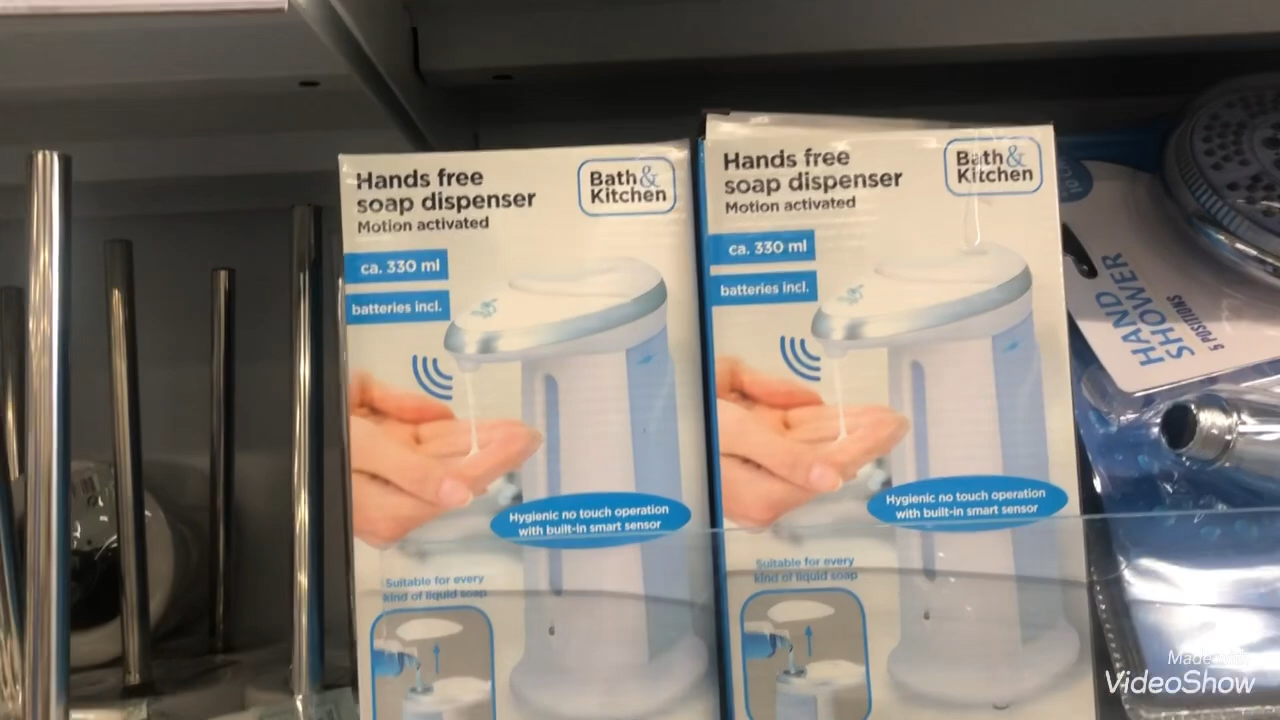 Hands free
soap dispenser
Motion activated
Bath &
Kitchen
ca. 330 ml
batteries incl.
Hygienic no touch operation
with built-in smart sensor
Suitable for every
kind of liquid soap
Hands free
soap dispenser
Motion activated
Bath &
Kitchen
ca. 330 ml
batteries incl.
Hygienic no touch operation
with built-in smart sensor
Suitable for every
kind of liquid soap
HAND
SHOWER
5 POSITIONS
Made with
VideoShow